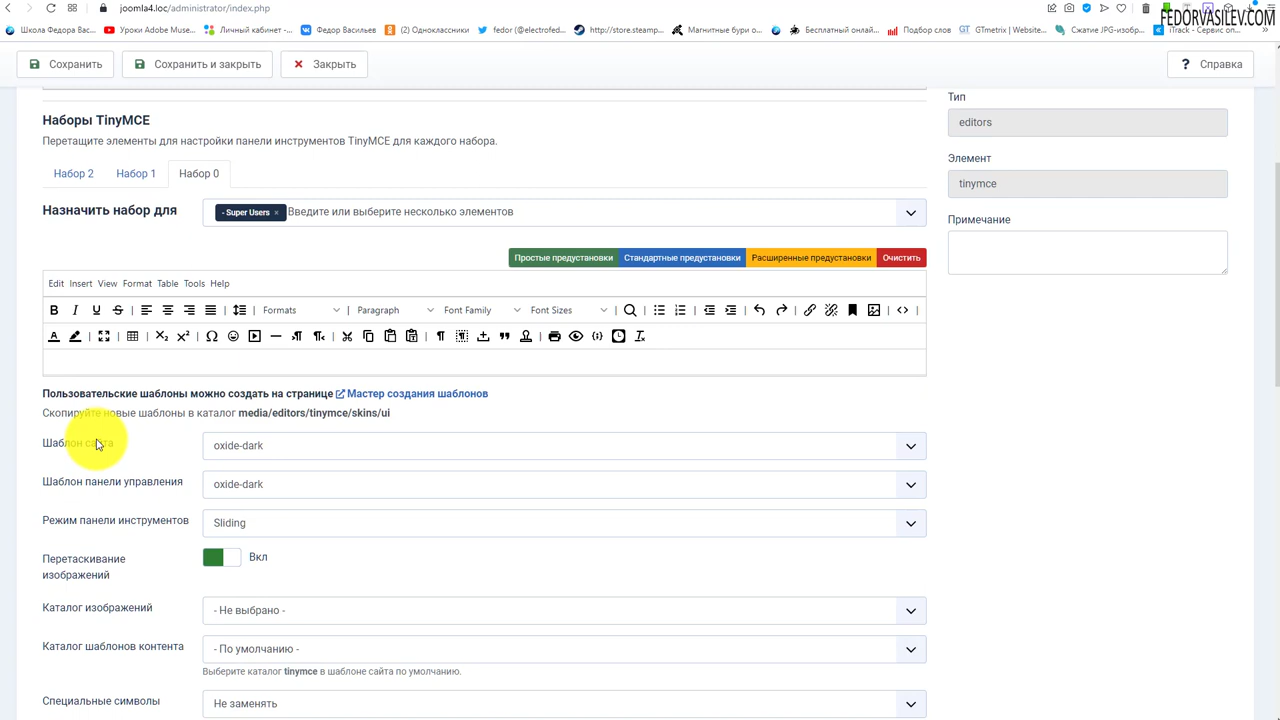 joomla4.loc/administrator/index.php
FEDORVASILEV.COM
Школа Федора Вас... Уроки Adobe Muse... Личный кабинет -... Федор Васильев (2) Одноклассники fedor (@electrofed... http://store.steamp... Магнитные бури о... Бесплатный онлай... Подбор слов GTmetrix | Website... Сжатие JPG-изобр... iTrack - Сервис оп... »
Сохранить Сохранить и закрыть Закрыть ? Справка
Тип
editors
Элемент
tinymce
Примечание
Наборы TinyMCE
Перетащите элементы для настройки панели инструментов TinyMCE для каждого набора.
Набор 2 Набор 1 Набор 0
Назначить набор для - Super Users × Введите или выберите несколько элементов
Простые предустановки Стандартные предустановки Расширенные предустановки Очистить
Edit Insert View Format Table Tools Help
B I U S Formats Paragraph Font Family Font Sizes
Пользовательские шаблоны можно создать на странице Мастер создания шаблонов
Скопируйте новые шаблоны в каталог media/editors/tinymce/skins/ui
Шаблон сайта oxide-dark
Шаблон панели управления oxide-dark
Режим панели инструментов Sliding
Перетаскивание Вкл
изображений
Каталог изображений - Не выбрано -
Каталог шаблонов контента - По умолчанию -
Выберите каталог tinymce в шаблоне сайта по умолчанию.
Специальные символы Не заменять